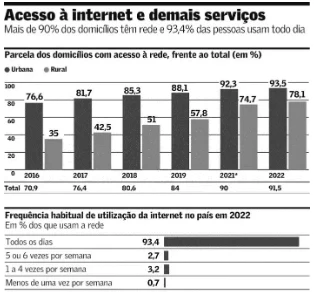 Acesso à internet e demais serviços
Mais de 90% dos domicílios têm rede e 93,4% das pessoas usam todo dia
Parcela dos domicílios com acesso à rede, frente ao total (em %)
Urbana Rural
100
80
60
40
20
0
76,6 35
81,7 42,5
85,3 51
88,1 57,8
92,3 74,7
93,5 78,1
2016 2017 2018 2019 2021* 2022
Total 70,9 76,4 80,6 84 90 91,5
Frequência habitual de utilização da internet no país em 2022
Em % dos que usam a rede
Todos os dias 93,4
5 ou 6 vezes por semana 2,7
1 a 4 vezes por semana 3,2
Menos de uma vez por semana 0,7